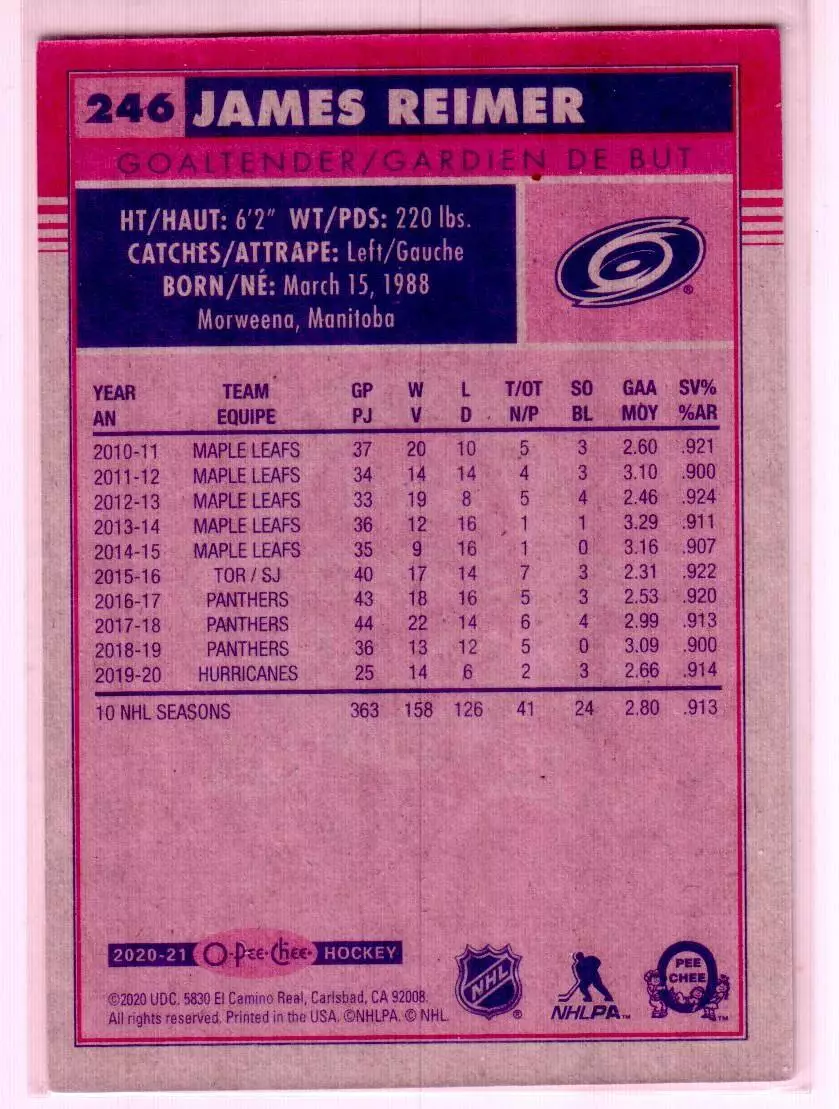 246 JAMES REIMER
GOALTENDER/GARDIEN DE BUT
HT/HAUT: 6'2" WT/PDS: 220 lbs.
CATCHES/ATTRAPE: Left/Gauche
BORN/NÉ: March 15, 1988
Morweena, Manitoba
®
YEAR TEAM GP W L T/OT SO GAA SV%
AN EQUIPE PJ V D N/P BL MOY %AR
2010-11 MAPLE LEAFS 37 20 10 5 3 2.60 .921
2011-12 MAPLE LEAFS 34 14 14 4 3 3.10 .900
2012-13 MAPLE LEAFS 33 19 8 5 4 2.46 .924
2013-14 MAPLE LEAFS 36 12 16 1 1 3.29 .911
2014-15 MAPLE LEAFS 35 9 16 1 0 3.16 .907
2015-16 TOR / SJ 40 17 14 7 3 2.31 .922
2016-17 PANTHERS 43 18 16 5 3 2.53 .920
2017-18 PANTHERS 44 22 14 6 4 2.99 .913
2018-19 PANTHERS 36 13 12 5 0 3.09 .900
2019-20 HURRICANES 25 14 6 2 3 2.66 .914
10 NHL SEASONS 363 158 126 41 24 2.80 .913
2020-21 O-Pee-Chee HOCKEY
©2020 UDC. 5830 El Camino Real, Carlsbad, CA 92008.
All rights reserved. Printed in the USA. ©NHLPA. © NHL.
NHL ®
NHLPA™
O PEE CHEE ™